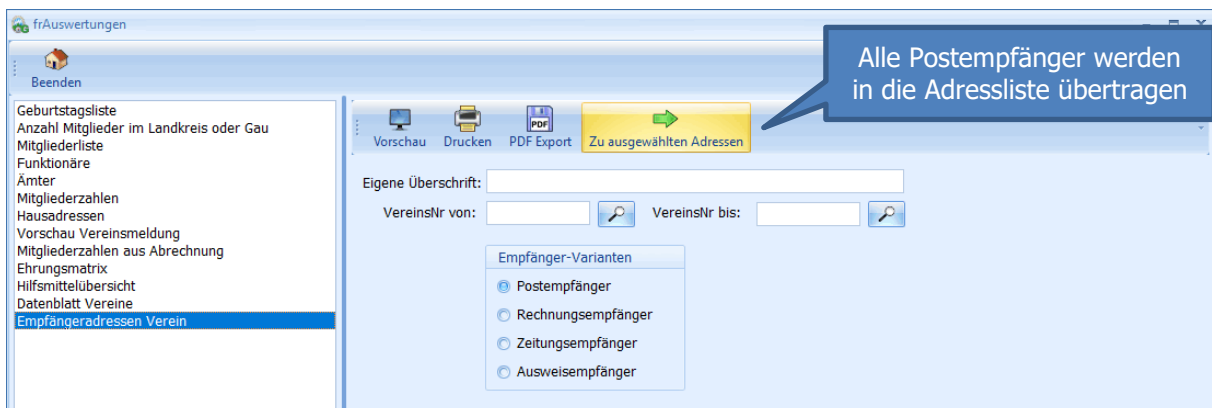 frAuswertungen
Alle Postempfänger werden
in die Adressliste übertragen
Beenden
Geburtstagsliste
Anzahl Mitglieder im Landkreis oder Gau
Mitgliederliste
Funktionäre
Ämter
Mitgliederzahlen
Hausadressen
Vorschau Vereinsmeldung
Mitgliederzahlen aus Abrechnung
Ehrungsmatrix
Hilfsmittelübersicht
Datenblatt Vereine
Empfängeradressen Verein
Vorschau Drucken PDF Export Zu ausgewählten Adressen
PDF
Eigene Überschrift:
VereinsNr von: VereinsNr bis:
Empfänger-Varianten
Postempfänger
Rechnungsempfänger
Zeitungsempfänger
Ausweisempfänger